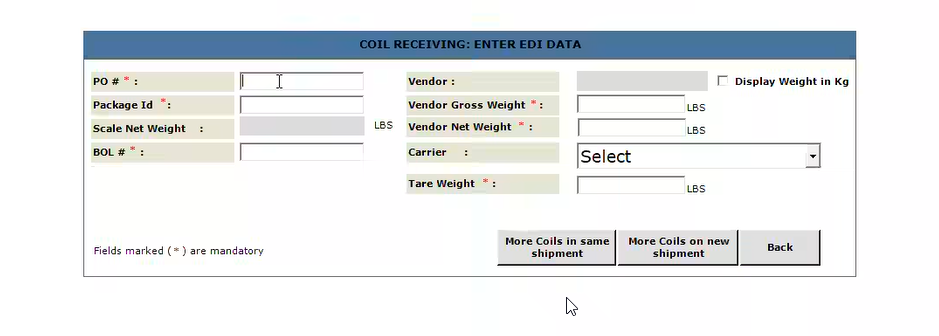 COIL RECEIVING: ENTER EDI DATA
PO # * :
Vendor :
Display Weight in Kg
Package Id * :
Vendor Gross Weight * :
LBS
Scale Net Weight :
LBS
Vendor Net Weight * :
LBS
BOL # * :
Carrier :
Select
Tare Weight * :
LBS
Fields marked ( * ) are mandatory
More Coils in same
shipment
More Coils on new
shipment
Back